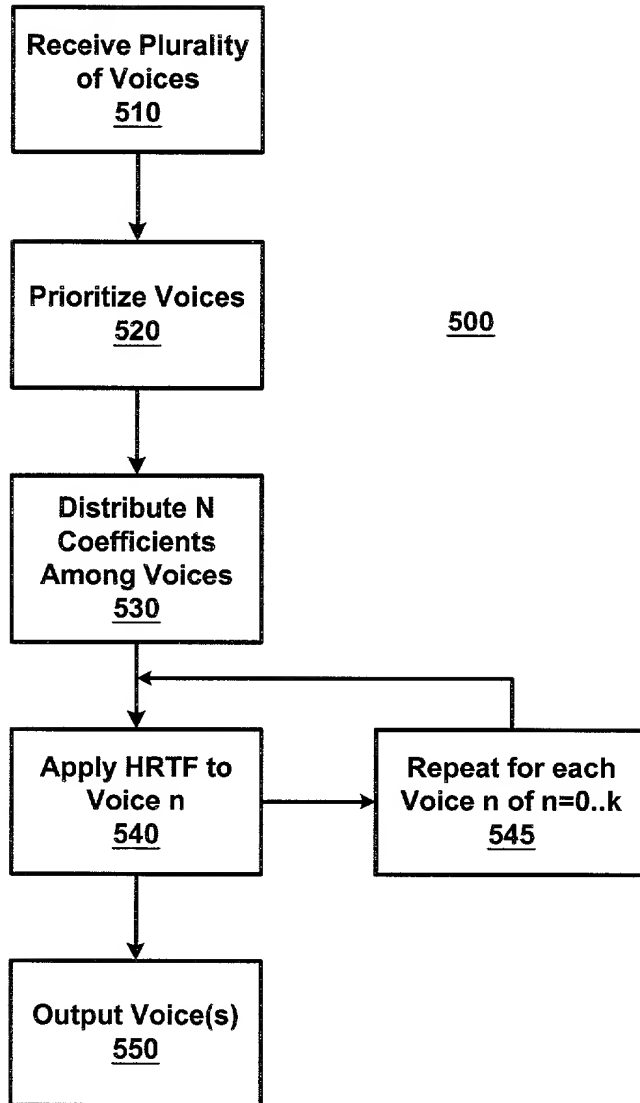 Receive Plurality
of Voices
510
Prioritize Voices
520
500
Distribute N
Coefficients
Among Voices
530
Apply HRTF to
Voice n
540
Repeat for each
Voice n of n=0..k
545
Output Voice(s)
550